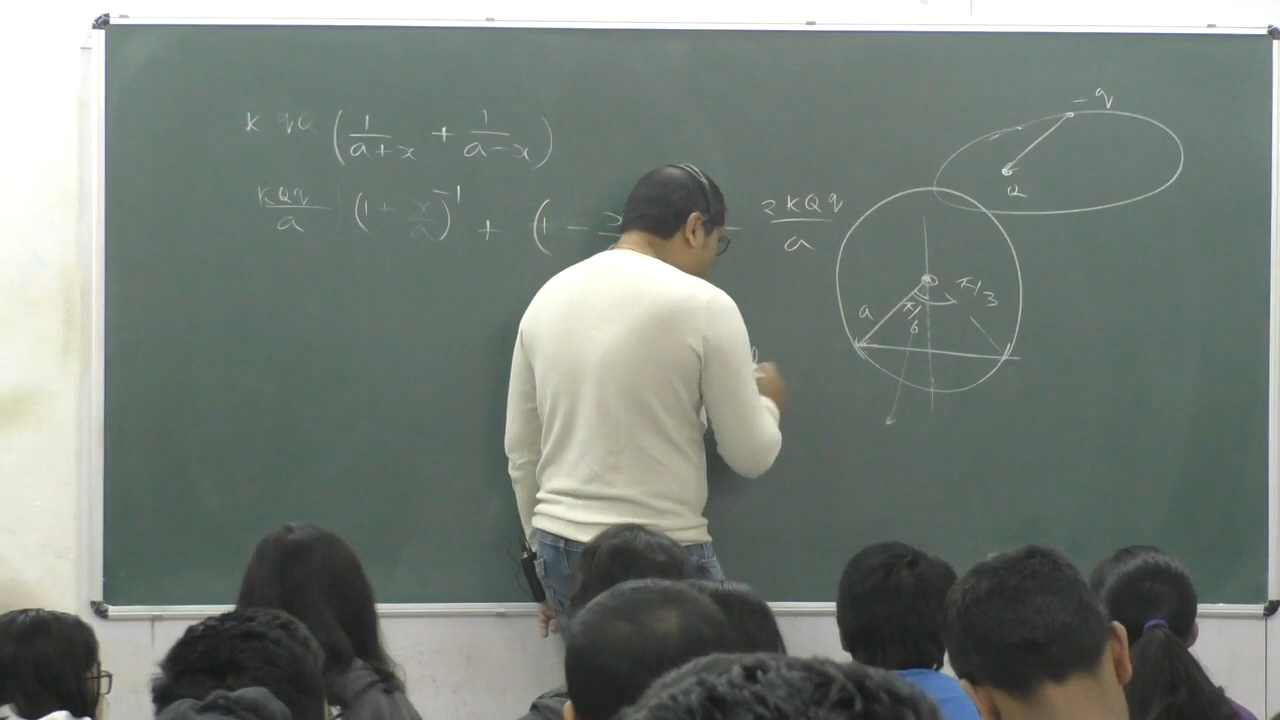 K qQ (1/(a+x) + 1/(a-x))
KQq/a (1 + x/a)^-1 + (1 - 
2KQq/a
-q
Q
a
π/6
π/3